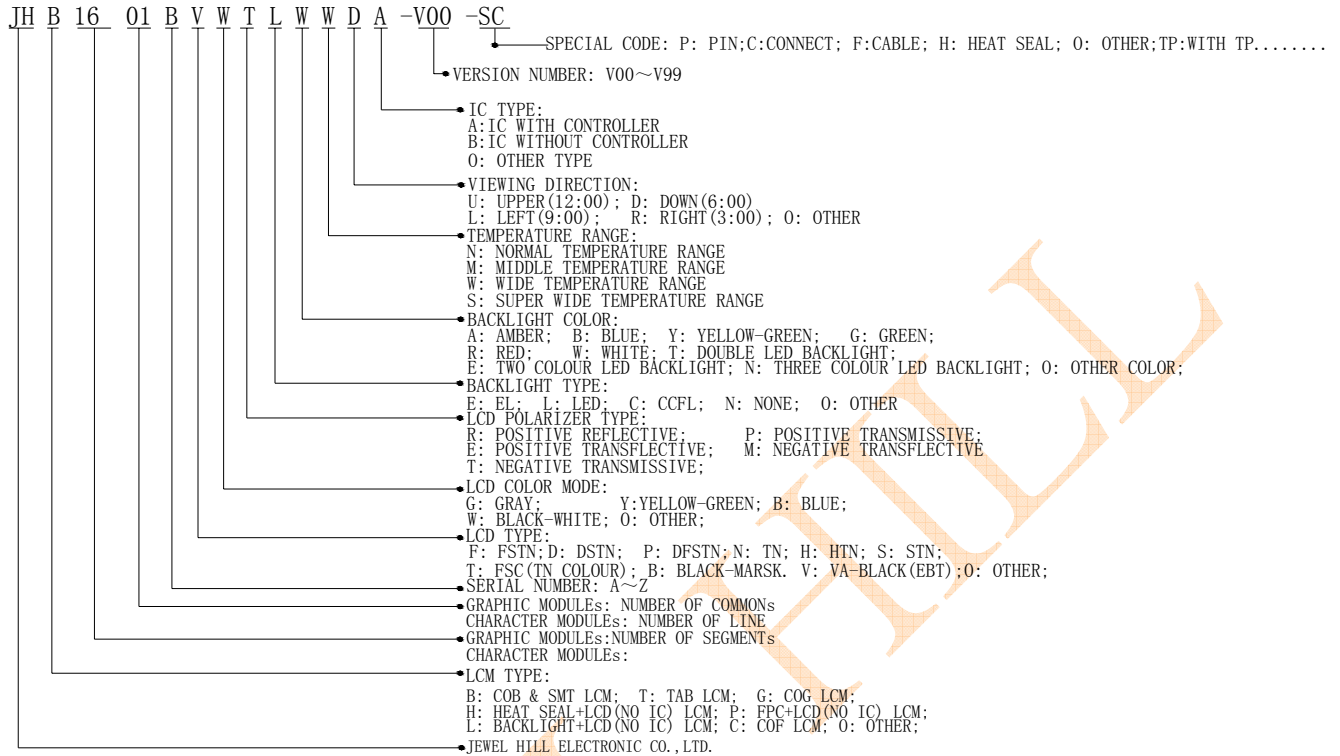 JH B 16 01 B V W T L W W D A -V00 -SC
SPECIAL CODE: P: PIN;C:CONNECT; F:CABLE; H: HEAT SEAL; O: OTHER;TP:WITH TP........
VERSION NUMBER: V00～V99
IC TYPE:
A:IC WITH CONTROLLER
B:IC WITHOUT CONTROLLER
O: OTHER TYPE
VIEWING DIRECTION:
U: UPPER(12:00); D: DOWN(6:00)
L: LEFT(9:00); R: RIGHT(3:00); O: OTHER
TEMPERATURE RANGE:
N: NORMAL TEMPERATURE RANGE
M: MIDDLE TEMPERATURE RANGE
W: WIDE TEMPERATURE RANGE
S: SUPER WIDE TEMPERATURE RANGE
BACKLIGHT COLOR:
A: AMBER; B: BLUE; Y: YELLOW-GREEN; G: GREEN;
R: RED; W: WHITE; T: DOUBLE LED BACKLIGHT;
E: TWO COLOUR LED BACKLIGHT; N: THREE COLOUR LED BACKLIGHT; O: OTHER COLOR;
BACKLIGHT TYPE:
E: EL; L: LED; C: CCFL; N: NONE; O: OTHER
LCD POLARIZER TYPE:
R: POSITIVE REFLECTIVE; P: POSITIVE TRANSMISSIVE;
E: POSITIVE TRANSFLECTIVE; M: NEGATIVE TRANSFLECTIVE
T: NEGATIVE TRANSMISSIVE;
LCD COLOR MODE:
G: GRAY; Y:YELLOW-GREEN; B: BLUE;
W: BLACK-WHITE; O: OTHER;
LCD TYPE:
F: FSTN;D: DSTN; P: DFSTN;N: TN; H: HTN; S: STN;
T: FSC(TN COLOUR); B: BLACK-MARSK. V: VA-BLACK(EBT);O: OTHER;
SERIAL NUMBER: A～Z
GRAPHIC MODULEs: NUMBER OF COMMONs
CHARACTER MODULEs: NUMBER OF LINE
GRAPHIC MODULEs:NUMBER OF SEGMENTs
CHARACTER MODULEs:
LCM TYPE:
B: COB & SMT LCM; T: TAB LCM; G: COG LCM;
H: HEAT SEAL+LCD(NO IC) LCM; P: FPC+LCD(NO IC) LCM;
L: BACKLIGHT+LCD(NO IC) LCM; C: COF LCM; O: OTHER;
JEWEL HILL ELECTRONIC CO.,LTD.
HILL